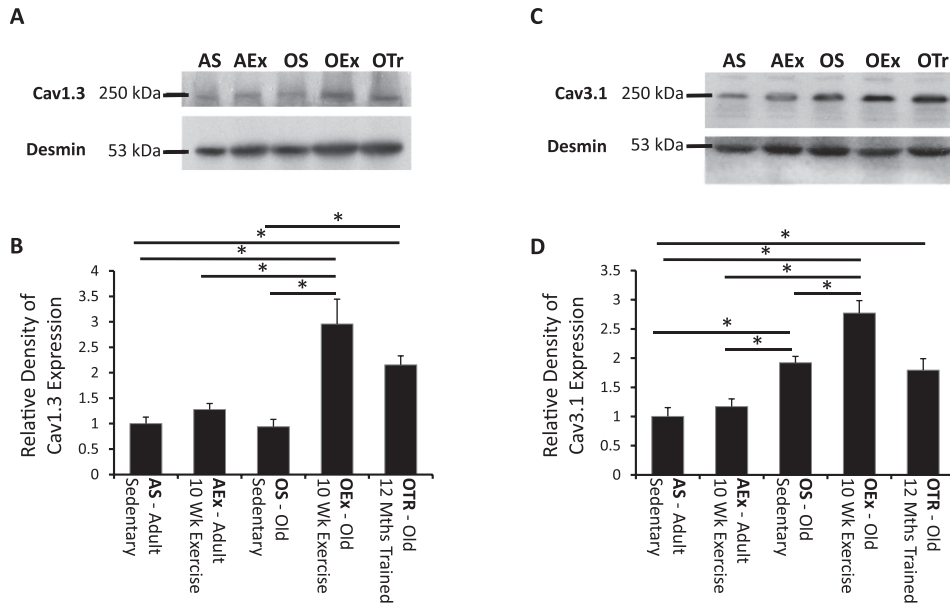 A
AS AEx OS OEx OTr
Cav1.3 250 kDa
Desmin 53 kDa
C
AS AEx OS OEx OTr
Cav3.1 250 kDa
Desmin 53 kDa
B
*
*
*
*
*
Relative Density of
Cav1.3 Expression
4
3.5
3
2.5
2
1.5
1
0.5
0
AS - Adult
Sedentary
AEx - Adult
10 Wk Exercise
OS - Old
Sedentary
OEx - Old
10 Wk Exercise
OTR - Old
12 Mths Trained
D
*
*
*
*
*
*
Relative Density of
Cav3.1 Expression
3.5
3
2.5
2
1.5
1
0.5
0
AS - Adult
Sedentary
AEx - Adult
10 Wk Exercise
OS - Old
Sedentary
OEx - Old
10 Wk Exercise
OTR - Old
12 Mths Trained